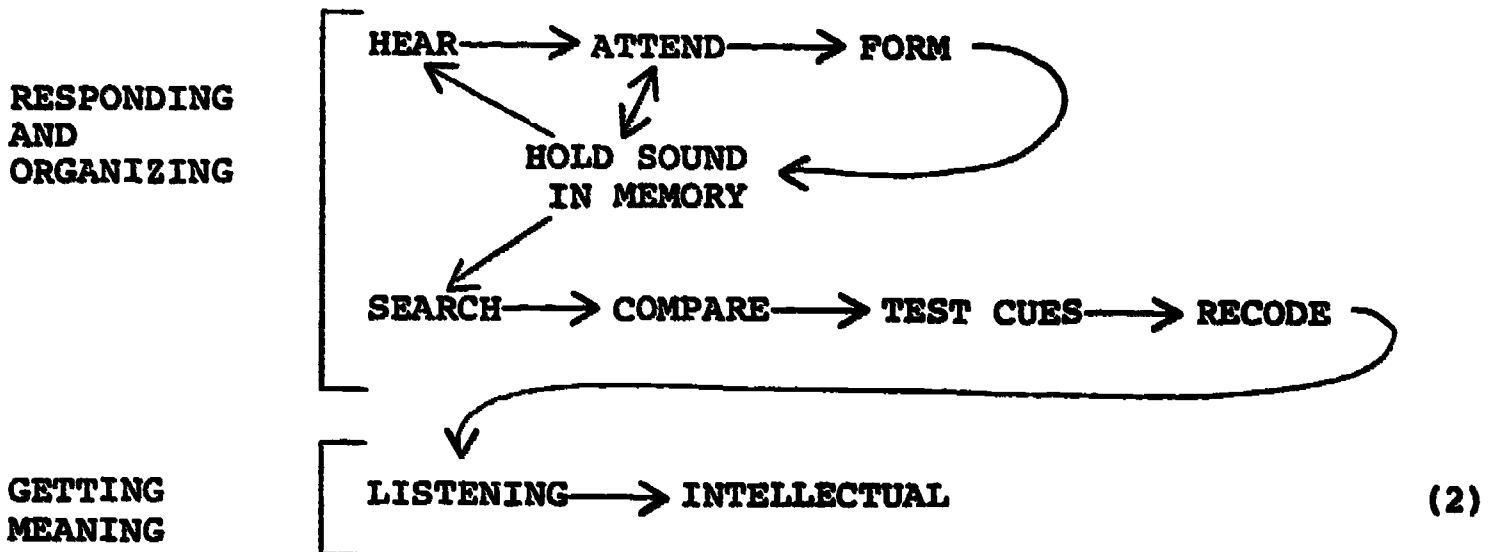 RESPONDING
AND
ORGANIZING
HEAR ATTEND FORM
HOLD SOUND
IN MEMORY
SEARCH COMPARE TEST CUES RECODE
GETTING
MEANING
LISTENING INTELLECTUAL (2)